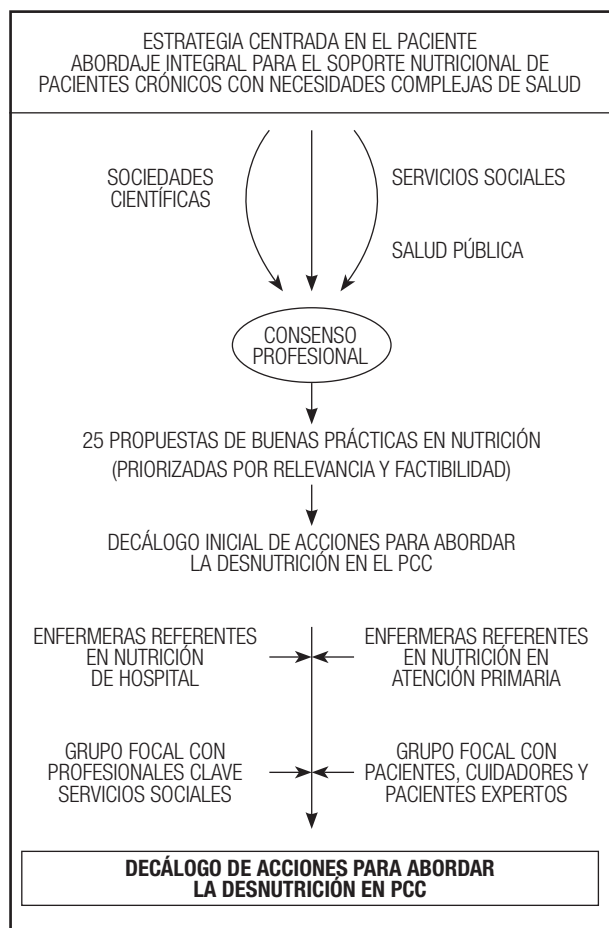 ESTRATEGIA CENTRADA EN EL PACIENTE
ABORDAJE INTEGRAL PARA EL SOPORTE NUTRICIONAL DE
PACIENTES CRÓNICOS CON NECESIDADES COMPLEJAS DE SALUD
SOCIEDADES
CIENTÍFICAS
SERVICIOS SOCIALES
SALUD PÚBLICA
CONSENSO
PROFESIONAL
25 PROPUESTAS DE BUENAS PRÁCTICAS EN NUTRICIÓN
(PRIORIZADAS POR RELEVANCIA Y FACTIBILIDAD)
DECÁLOGO INICIAL DE ACCIONES PARA ABORDAR
LA DESNUTRICIÓN EN EL PCC
ENFERMERAS REFERENTES
EN NUTRICIÓN
DE HOSPITAL
ENFERMERAS REFERENTES
EN NUTRICIÓN EN
ATENCIÓN PRIMARIA
GRUPO FOCAL CON
PROFESIONALES CLAVE
SERVICIOS SOCIALES
GRUPO FOCAL CON
PACIENTES, CUIDADORES Y
PACIENTES EXPERTOS
DECÁLOGO DE ACCIONES PARA ABORDAR
LA DESNUTRICIÓN EN PCC